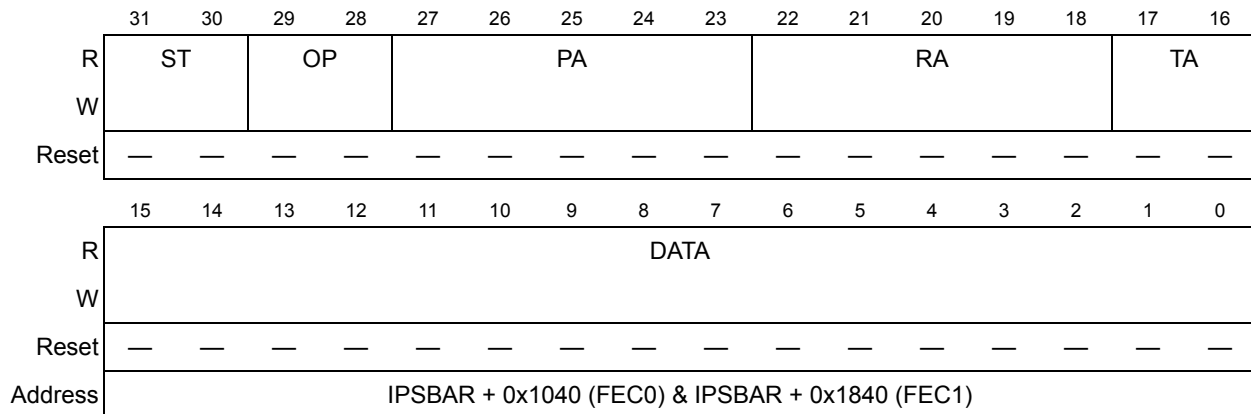 31 30 29 28 27 26 25 24 23 22 21 20 19 18 17 16
R ST OP PA RA TA
W
Reset — — — — — — — — — — — — — — — —
15 14 13 12 11 10 9 8 7 6 5 4 3 2 1 0
R DATA
W
Reset — — — — — — — — — — — — — — — —
Address IPSBAR + 0x1040 (FEC0) & IPSBAR + 0x1840 (FEC1)